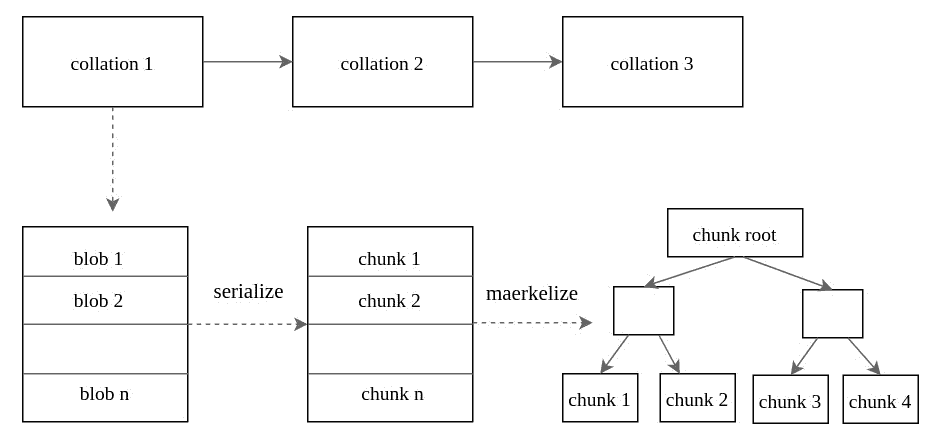 collation 1
collation 2
collation 3
blob 1
blob 2
blob n
serialize
chunk 1
chunk 2
chunk n
maerkelize
chunk root
chunk 1
chunk 2
chunk 3
chunk 4